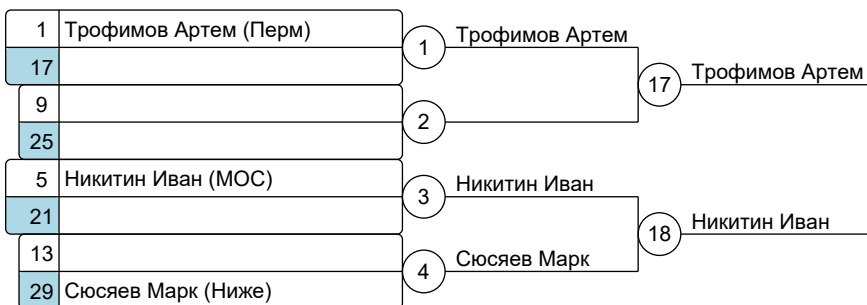 1 Трофимов Артем (Перм)
17
1 Трофимов Артем
17 Трофимов Артем
9
25
2
5 Никитин Иван (МОС)
21
3 Никитин Иван
18 Никитин Иван
13
29 Сюсяев Марк (Ниже)
4 Сюсяев Марк